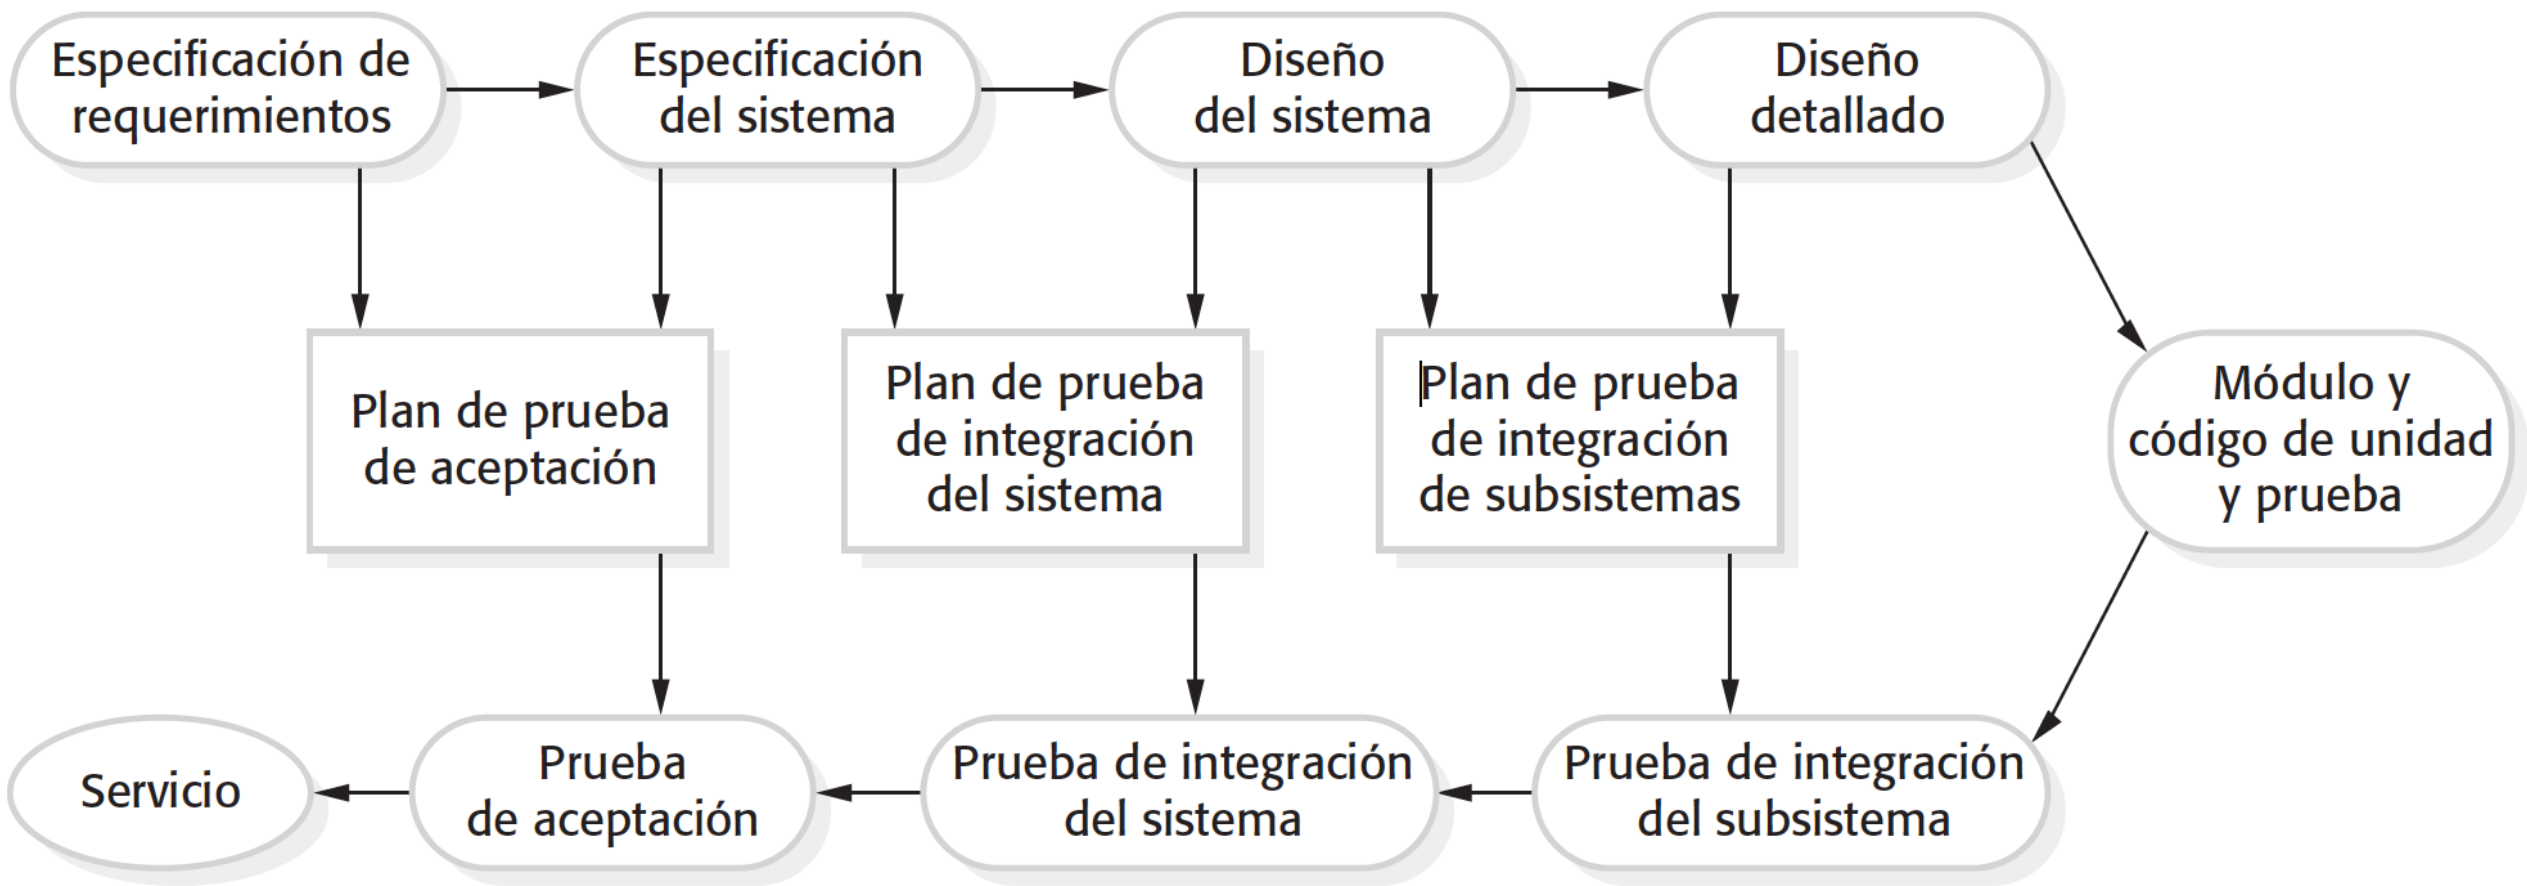 Especificación de
requerimientos
Especificación
del sistema
Diseño
del sistema
Diseño
detallado
Plan de prueba
de aceptación
Plan de prueba
de integración
del sistema
Plan de prueba
de integración
de subsistemas
Módulo y
código de unidad
y prueba
Servicio
Prueba
de aceptación
Prueba de integración
del sistema
Prueba de integración
del subsistema